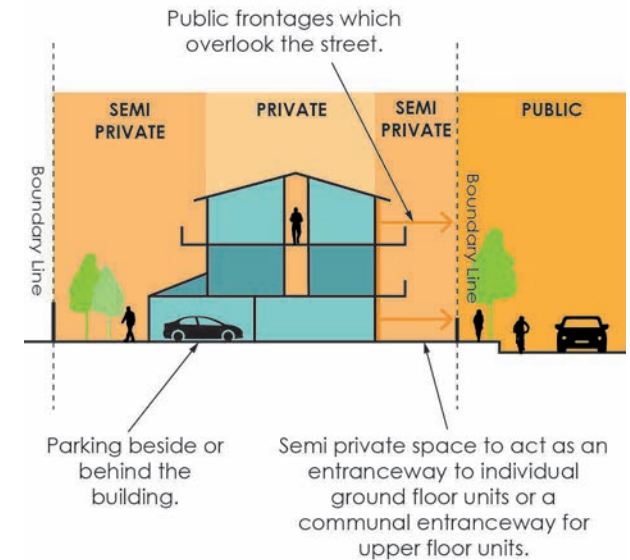 Public frontages which
overlook the street.
SEMI
PRIVATE
PRIVATE
SEMI
PRIVATE
PUBLIC
Boundary Line
Boundary Line
Parking beside or
behind the
building.
Semi private space to act as an
entranceway to individual
ground floor units or a
communal entranceway for
upper floor units.